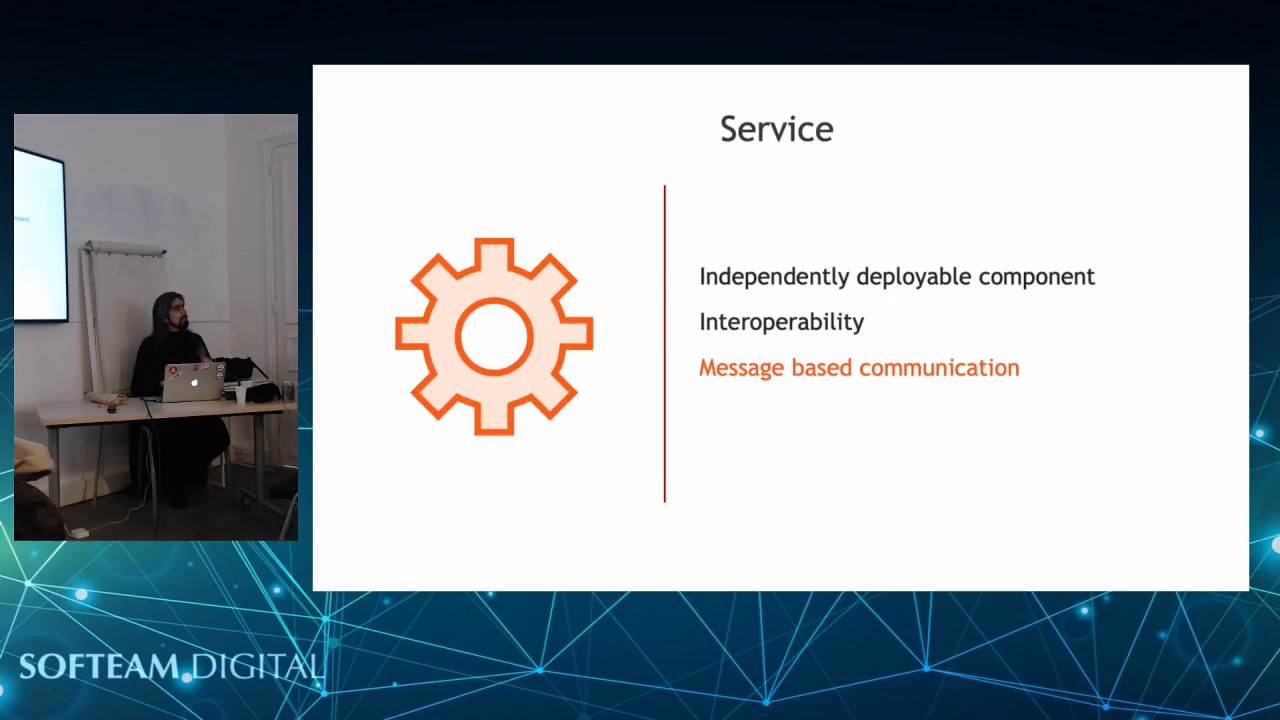 Service
Independently deployable component
Interoperability
Message based communication
SOFTEAM DIGITAL